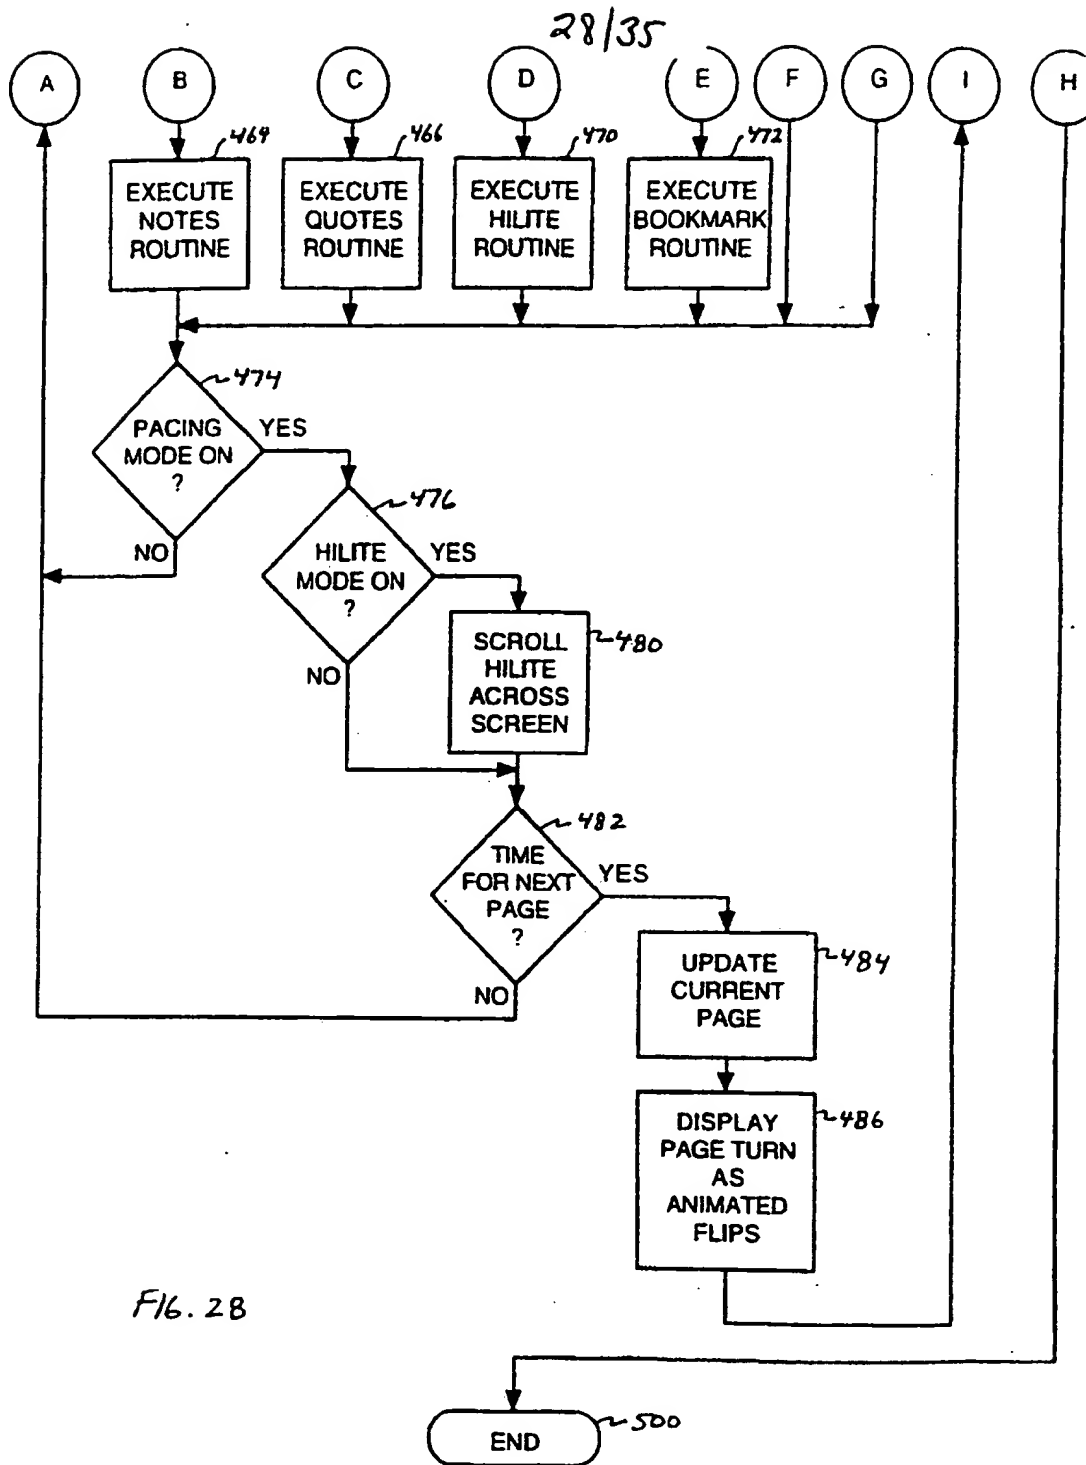 28/35
A B C D E F G I H
464 466 470 472
EXECUTE
NOTES
ROUTINE
EXECUTE
QUOTES
ROUTINE
EXECUTE
HILITE
ROUTINE
EXECUTE
BOOKMARK
ROUTINE
474
PACING
MODE ON
?
YES
NO
476
HILITE
MODE ON
?
YES
NO
480
SCROLL
HILITE
ACROSS
SCREEN
482
TIME
FOR NEXT
PAGE
?
YES
NO
484
UPDATE
CURRENT
PAGE
486
DISPLAY
PAGE TURN
AS
ANIMATED
FLIPS
FIG. 28
500
END